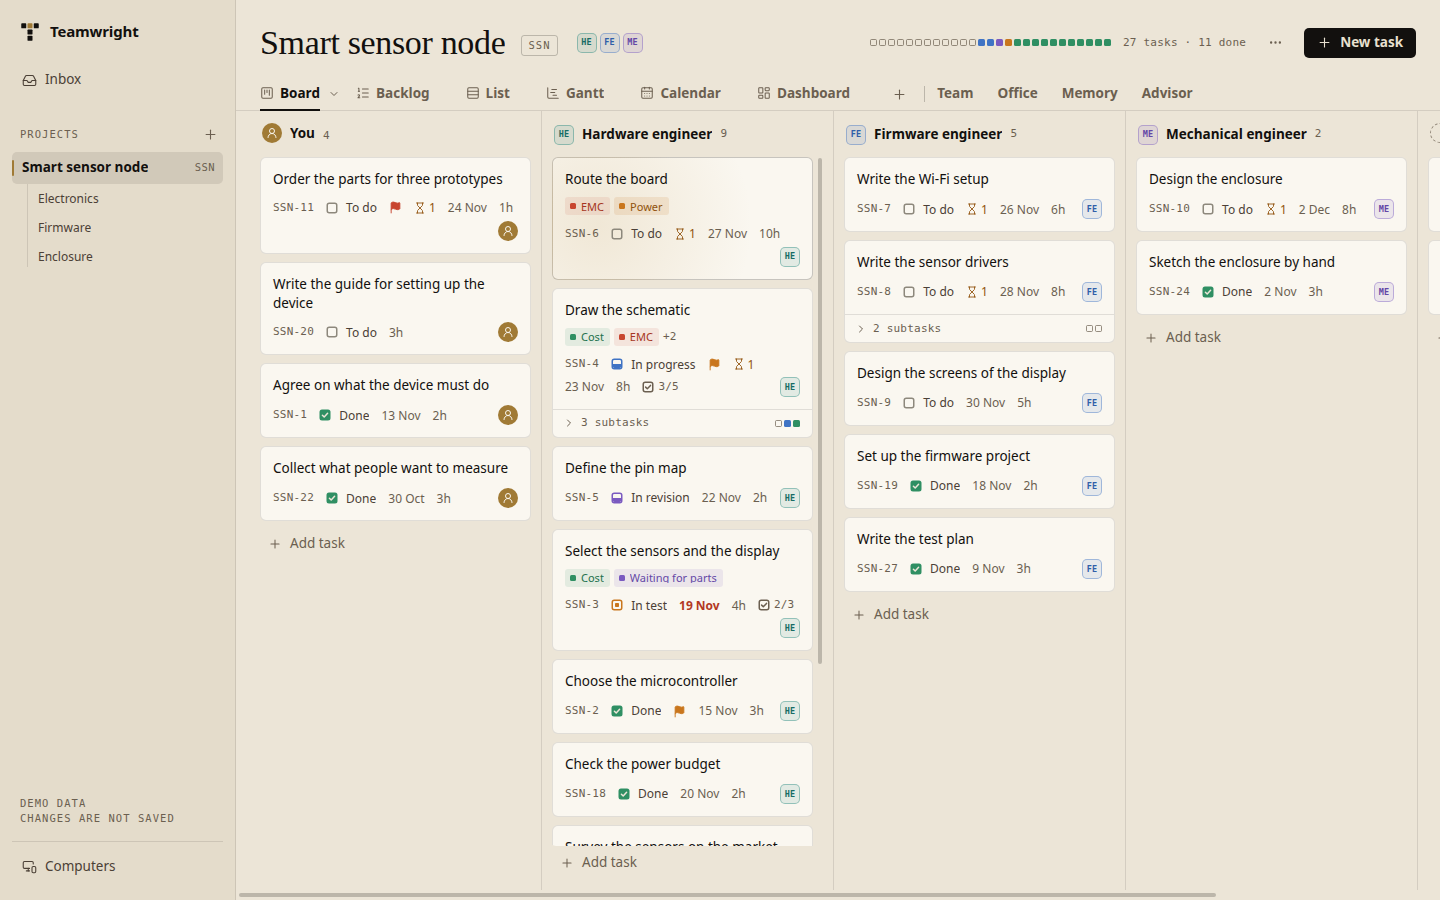 Teamwright
Inbox
PROJECTS
Smart sensor node SSN
Electronics
Firmware
Enclosure
DEMO DATA
CHANGES ARE NOT SAVED
Computers
Smart sensor node SSN HE FE ME
27 tasks · 11 done
New task
Board Backlog List Gantt Calendar Dashboard Team Office Memory Advisor
You 4
Order the parts for three prototypes
SSN-11 To do 1 24 Nov 1h
Write the guide for setting up the
device
SSN-20 To do 3h
Agree on what the device must do
SSN-1 Done 13 Nov 2h
Collect what people want to measure
SSN-22 Done 30 Oct 3h
Add task
HE Hardware engineer 9
Route the board
EMC Power
SSN-6 To do 1 27 Nov 10h
HE
Draw the schematic
Cost EMC +2
SSN-4 In progress 1
23 Nov 8h 3/5 HE
3 subtasks
Define the pin map
SSN-5 In revision 22 Nov 2h HE
Select the sensors and the display
Cost Waiting for parts
SSN-3 In test 19 Nov 4h 2/3
HE
Choose the microcontroller
SSN-2 Done 15 Nov 3h HE
Check the power budget
SSN-18 Done 20 Nov 2h HE
Survey the sensors on the market
Add task
FE Firmware engineer 5
Write the Wi-Fi setup
SSN-7 To do 1 26 Nov 6h FE
Write the sensor drivers
SSN-8 To do 1 28 Nov 8h FE
2 subtasks
Design the screens of the display
SSN-9 To do 30 Nov 5h FE
Set up the firmware project
SSN-19 Done 18 Nov 2h FE
Write the test plan
SSN-27 Done 9 Nov 3h FE
Add task
ME Mechanical engineer 2
Design the enclosure
SSN-10 To do 1 2 Dec 8h ME
Sketch the enclosure by hand
SSN-24 Done 2 Nov 3h ME
Add task